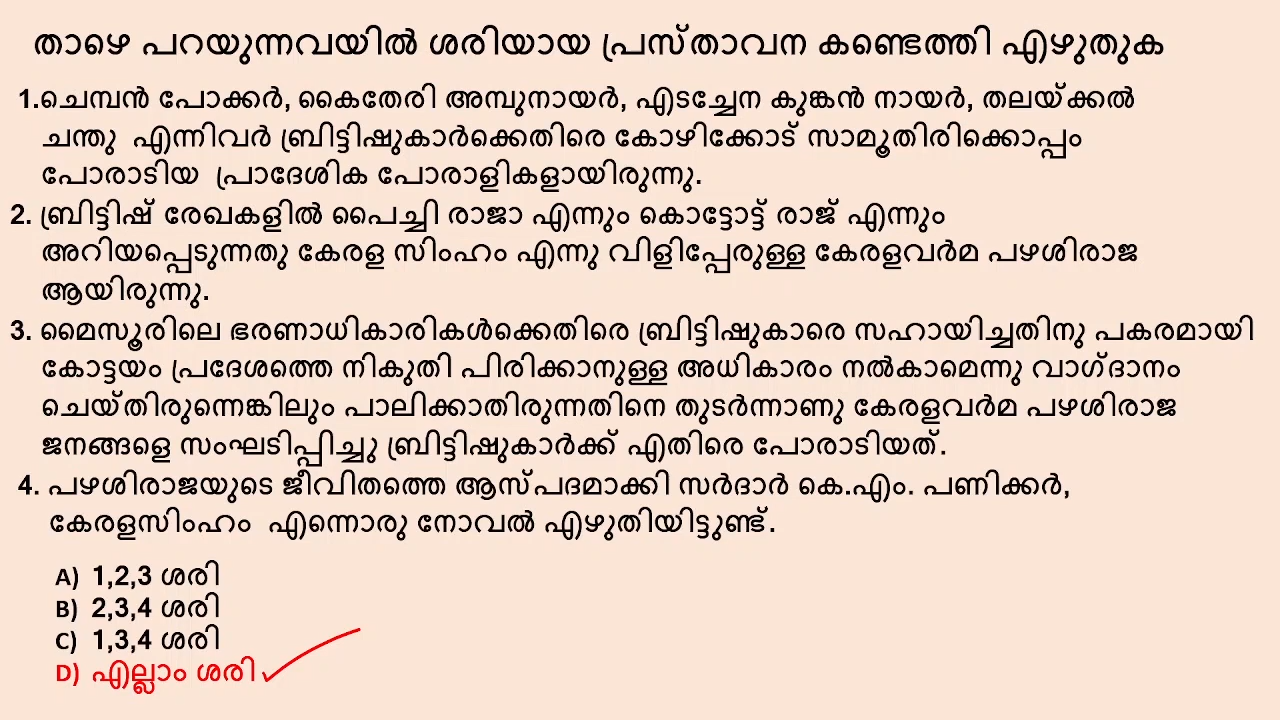 താഴെ പറയുന്നവയിൽ ശരിയായ പ്രസ്താവന കണ്ടെത്തി എഴുതുക
1.ചെമ്പൻ പോക്കർ, കൈതേരി അമ്പുനായർ, എടച്ചേന കുങ്കൻ നായർ, തലയ്ക്കൽ
ചന്തു എന്നിവർ ബ്രിട്ടിഷുകാർക്കെതിരെ കോഴിക്കോട് സാമൂതിരിക്കൊപ്പം
പോരാടിയ പ്രാദേശിക പോരാളികളായിരുന്നു.
2. ബ്രിട്ടിഷ് രേഖകളിൽ പൈച്ചി രാജാ എന്നും കൊട്ടോട്ട് രാജ് എന്നും
അറിയപ്പെടുന്നതു കേരള സിംഹം എന്നു വിളിപ്പേരുള്ള കേരളവർമ പഴശിരാജ
ആയിരുന്നു.
3. മൈസൂരിലെ ഭരണാധികാരികൾക്കെതിരെ ബ്രിട്ടിഷുകാരെ സഹായിച്ചതിനു പകരമായി
കോട്ടയം പ്രദേശത്തെ നികുതി പിരിക്കാനുള്ള അധികാരം നൽകാമെന്നു വാഗ്ദാനം
ചെയ്തിരുന്നെങ്കിലും പാലിക്കാതിരുന്നതിനെ തുടർന്നാണു കേരളവർമ പഴശിരാജ
ജനങ്ങളെ സംഘടിപ്പിച്ചു ബ്രിട്ടിഷുകാർക്ക് എതിരെ പോരാടിയത്.
4. പഴശിരാജയുടെ ജീവിതത്തെ ആസ്പദമാക്കി സർദാർ കെ.എം. പണിക്കർ,
കേരളസിംഹം എന്നൊരു നോവൽ എഴുതിയിട്ടുണ്ട്.
A) 1,2,3 ശരി
B) 2,3,4 ശരി
C) 1,3,4 ശരി
D) എല്ലാം ശരി